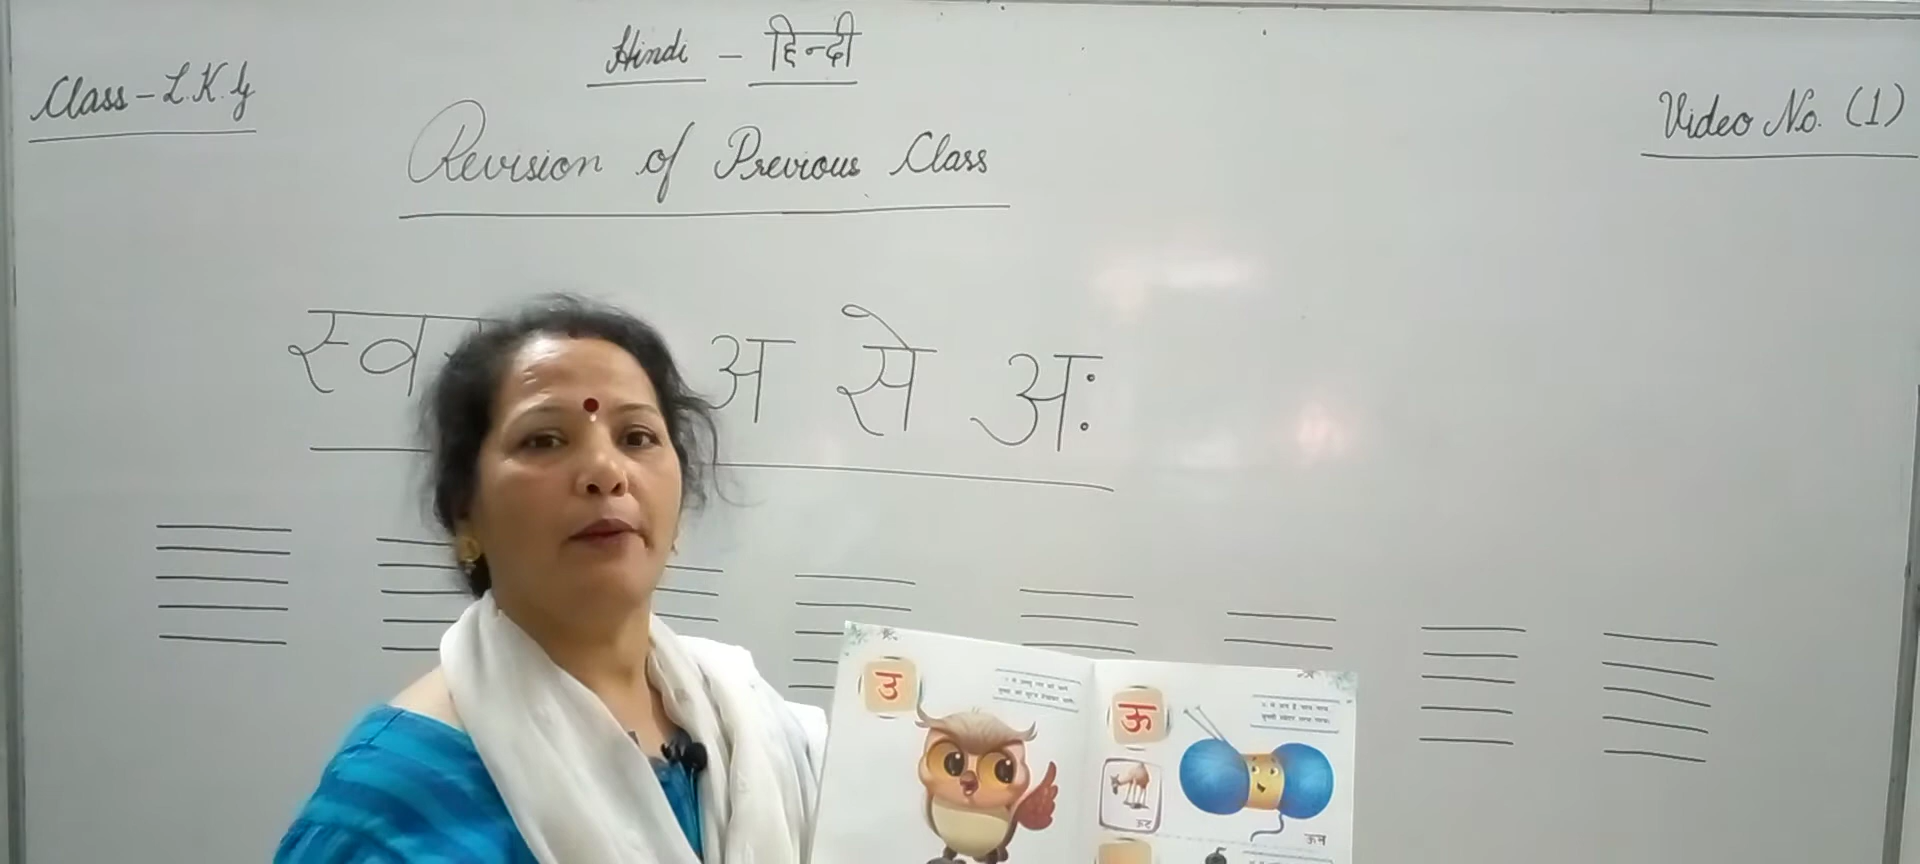 Hindi – हिन्दी
Class – L.K.G
Video No. (1)
Revision of Previous Class
अ से अः
उ
ऊ
ऊन